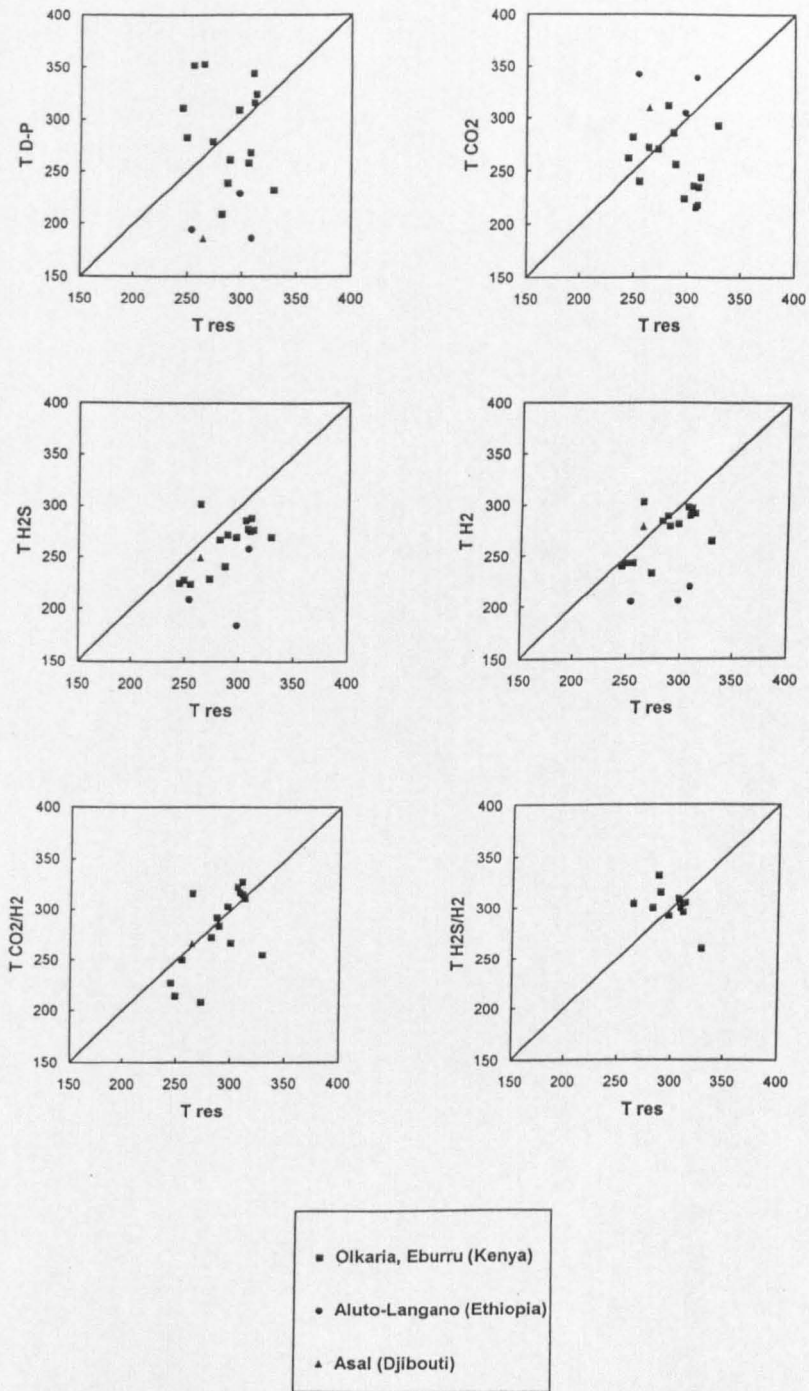 400
350
300
250
200
150
T D-P
150 200 250 300 350 400
T res
400
350
300
250
200
150
T CO2
150 200 250 300 350 400
T res
400
350
300
250
200
150
T H2S
150 200 250 300 350 400
T res
400
350
300
250
200
150
T H2
150 200 250 300 350 400
T res
400
350
300
250
200
150
T CO2/H2
150 200 250 300 350 400
T res
400
350
300
250
200
150
T H2S/H2
150 200 250 300 350 400
T res
Olkaria, Eburru (Kenya)
Aluto-Langano (Ethiopia)
Asal (Djibouti)